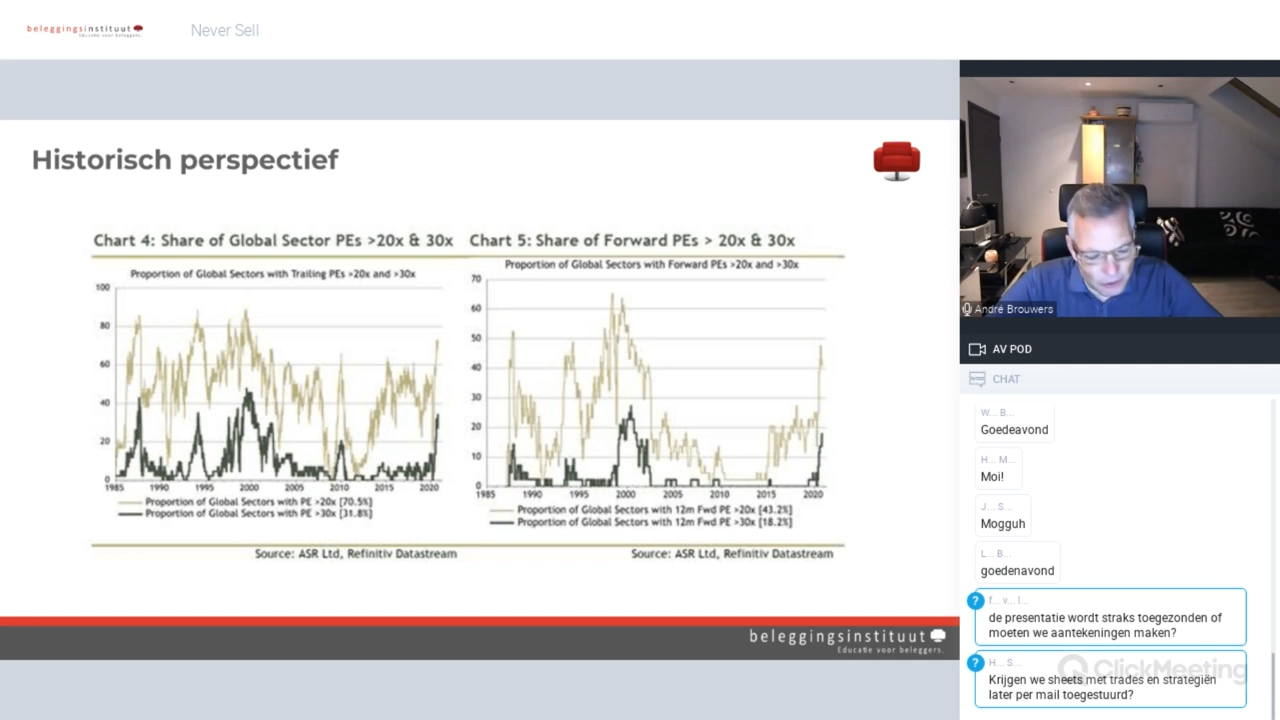 beleggingsinstituut
Educatie voor beleggers.
Never Sell
Historisch perspectief
Chart 4: Share of Global Sector PEs >20x & 30x
Proportion of Global Sectors with Trailing PEs >20x and >30x
100
80
60
40
20
0
1985 1990 1995 2000 2005 2010 2015 2020
Proportion of Global Sectors with PE >20x [70.5%]
Proportion of Global Sectors with PE >30x [31.8%]
Source: ASR Ltd, Refinitiv Datastream
Chart 5: Share of Forward PEs > 20x & 30x
Proportion of Global Sectors with Forward PEs >20x and >30x
70
60
50
40
30
20
10
0
1985 1990 1995 2000 2005 2010 2015 2020
Proportion of Global Sectors with 12m Fwd PE >20x [43.2%]
Proportion of Global Sectors with 12m Fwd PE >30x [18.2%]
Source: ASR Ltd, Refinitiv Datastream
beleggingsinstituut
Educatie voor beleggers.
André Brouwers
AV POD
CHAT
W... B...
Goedeavond
H... M...
Moi!
J... S...
Mogguh
L... B...
goedenavond
?
f... v... l...
de presentatie wordt straks toegezonden of
moeten we aantekeningen maken?
?
H... S...
Krijgen we sheets met trades en strategiën
later per mail toegestuurd?
ClickMeeting